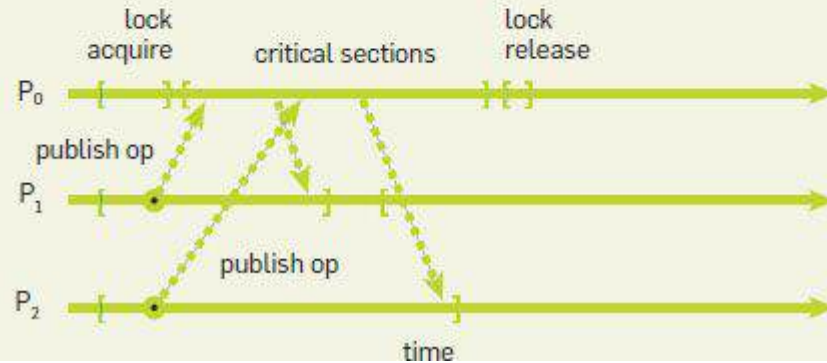 lock
acquire
critical sections
lock
release
P₀
publish op
P₁
publish op
P₂
time